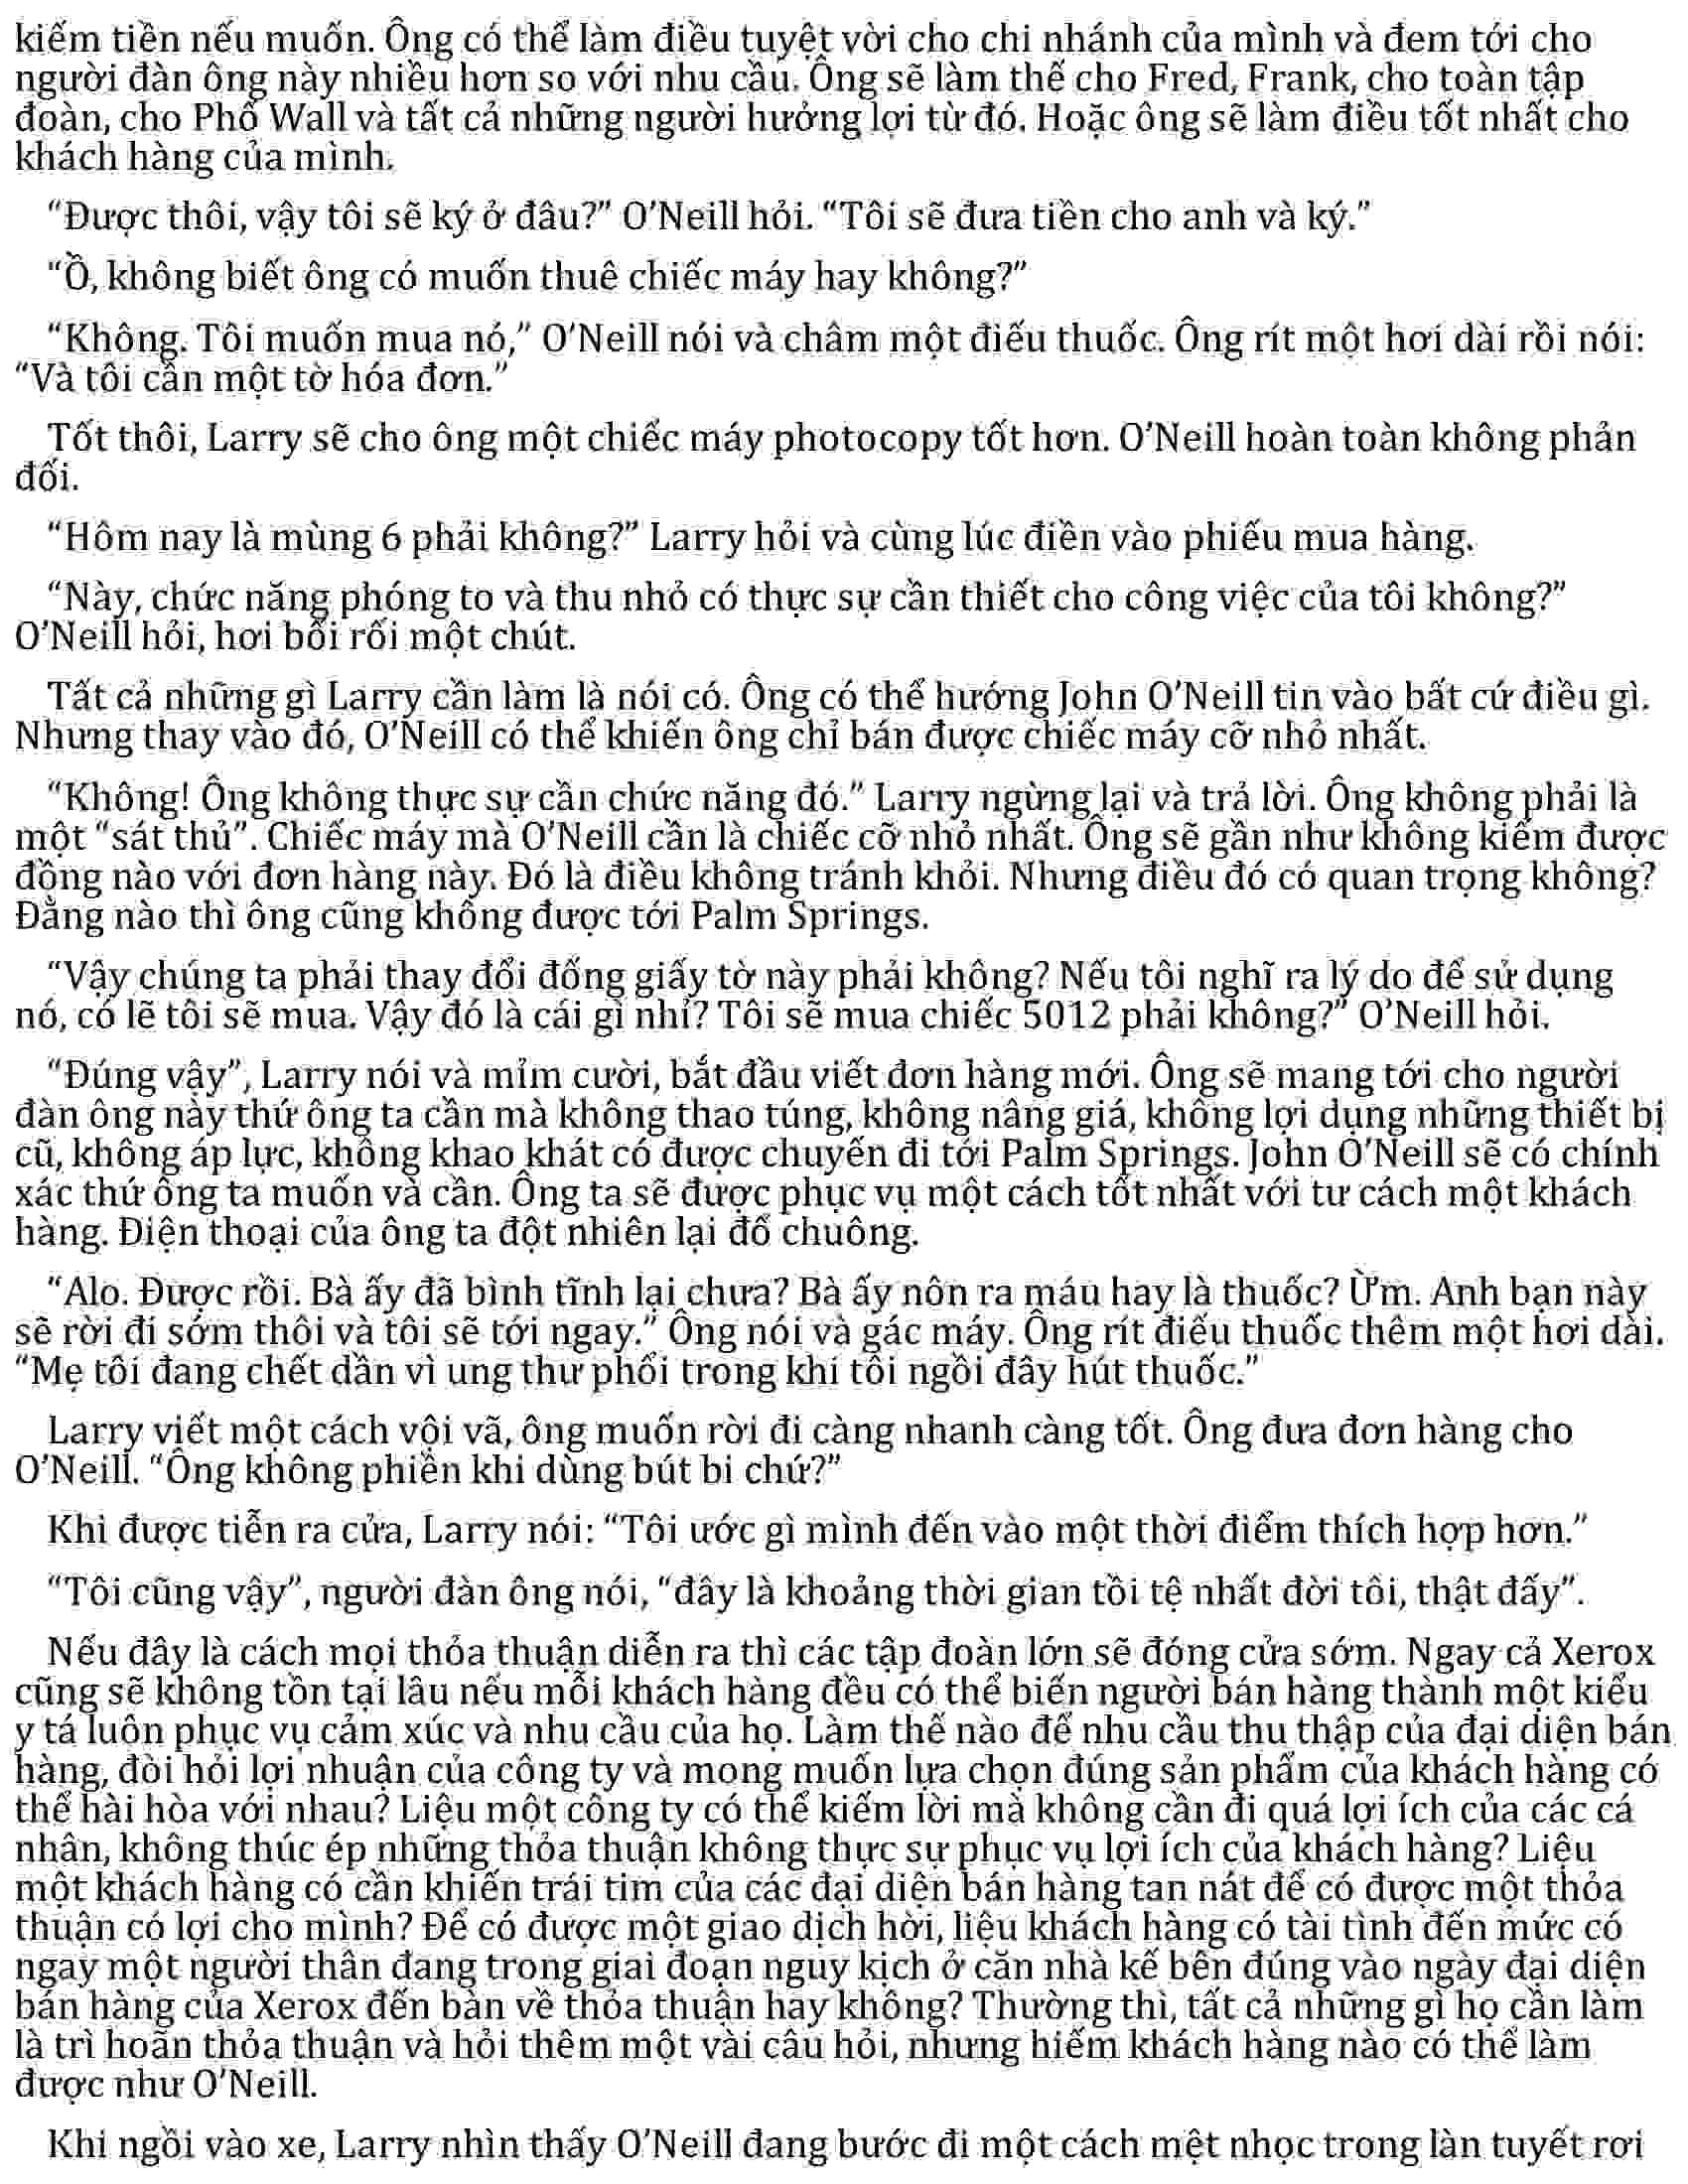 kiếm tiền nếu muốn. Ông có thể làm điều tuyệt vời cho chi nhánh của mình và đem tới cho
người đàn ông này nhiều hơn so với nhu cầu. Ông sẽ làm thế cho Fred, Frank, cho toàn tập
đoàn, cho Phố Wall và tất cả những người hưởng lợi từ đó. Hoặc ông sẽ làm điều tốt nhất cho
khách hàng của mình.
“Được thôi, vậy tôi sẽ ký ở đâu?” O’Neill hỏi. “Tôi sẽ đưa tiền cho anh và ký.”
“Ồ, không biết ông có muốn thuê chiếc máy hay không?”
“Không. Tôi muốn mua nó,” O’Neill nói và châm một điếu thuốc. Ông rít một hơi dài rồi nói:
“Và tôi cần một tờ hóa đơn.”
Tốt thôi, Larry sẽ cho ông một chiếc máy photocopy tốt hơn. O’Neill hoàn toàn không phản
đối.
“Hôm nay là mùng 6 phải không?” Larry hỏi và cùng lúc điền vào phiếu mua hàng.
“Này, chức năng phóng to và thu nhỏ có thực sự cần thiết cho công việc của tôi không?”
O’Neill hỏi, hơi bối rối một chút.
Tất cả những gì Larry cần làm là nói có. Ông có thể hướng John O’Neill tin vào bất cứ điều gì.
Nhưng thay vào đó, O’Neill có thể khiến ông chỉ bán được chiếc máy cỡ nhỏ nhất.
“Không! Ông không thực sự cần chức năng đó.” Larry ngừng lại và trả lời. Ông không phải là
một “sát thủ”. Chiếc máy mà O’Neill cần là chiếc cỡ nhỏ nhất. Ông sẽ gần như không kiếm được
đồng nào với đơn hàng này. Đó là điều không tránh khỏi. Nhưng điều đó có quan trọng không?
Đằng nào thì ông cũng không được tới Palm Springs.
“Vậy chúng ta phải thay đổi đống giấy tờ này phải không? Nếu tôi nghĩ ra lý do để sử dụng
nó, có lẽ tôi sẽ mua. Vậy đó là cái gì nhỉ? Tôi sẽ mua chiếc 5012 phải không?” O’Neill hỏi.
“Đúng vậy”, Larry nói và mỉm cười, bắt đầu viết đơn hàng mới. Ông sẽ mang tới cho người
đàn ông này thứ ông ta cần mà không thao túng, không nâng giá, không lợi dụng những thiết bị
cũ, không áp lực, không khao khát có được chuyến đi tới Palm Springs. John O’Neill sẽ có chính
xác thứ ông ta muốn và cần. Ông ta sẽ được phục vụ một cách tốt nhất với tư cách một khách
hàng. Điện thoại của ông ta đột nhiên lại đổ chuông.
“Alo. Được rồi. Bà ấy đã bình tĩnh lại chưa? Bà ấy nôn ra máu hay là thuốc? Ừm. Anh bạn này
sẽ rời đi sớm thôi và tôi sẽ tới ngay.” Ông nói và gác máy. Ông rít điếu thuốc thêm một hơi dài.
“Mẹ tôi đang chết dần vì ung thư phổi trong khi tôi ngồi đây hút thuốc.”
Larry viết một cách vội vã, ông muốn rời đi càng nhanh càng tốt. Ông đưa đơn hàng cho
O’Neill. “Ông không phiền khi dùng bút bi chứ?”
Khi được tiễn ra cửa, Larry nói: “Tôi ước gì mình đến vào một thời điểm thích hợp hơn.”
“Tôi cũng vậy”, người đàn ông nói, “đây là khoảng thời gian tồi tệ nhất đời tôi, thật đấy”.
Nếu đây là cách mọi thỏa thuận diễn ra thì các tập đoàn lớn sẽ đóng cửa sớm. Ngay cả Xerox
cũng sẽ không tồn tại lâu nếu mỗi khách hàng đều có thể biến người bán hàng thành một kiểu
y tá luôn phục vụ cảm xúc và nhu cầu của họ. Làm thế nào để nhu cầu thu thập của đại diện bán
hàng, đòi hỏi lợi nhuận của công ty và mong muốn lựa chọn đúng sản phẩm của khách hàng có
thể hài hòa với nhau? Liệu một công ty có thể kiếm lời mà không cần đi quá lợi ích của các cá
nhân, không thúc ép những thỏa thuận không thực sự phục vụ lợi ích của khách hàng? Liệu
một khách hàng có cần khiến trái tim của các đại diện bán hàng tan nát để có được một thỏa
thuận có lợi cho mình? Để có được một giao dịch hời, liệu khách hàng có tài tình đến mức có
ngay một người thân đang trong giai đoạn nguy kịch ở căn nhà kế bên đúng vào ngày đại diện
bán hàng của Xerox đến bàn về thỏa thuận hay không? Thường thì, tất cả những gì họ cần làm
là trì hoãn thỏa thuận và hỏi thêm một vài câu hỏi, nhưng hiếm khách hàng nào có thể làm
được như O’Neill.
Khi ngồi vào xe, Larry nhìn thấy O’Neill đang bước đi một cách mệt nhọc trong làn tuyết rơi